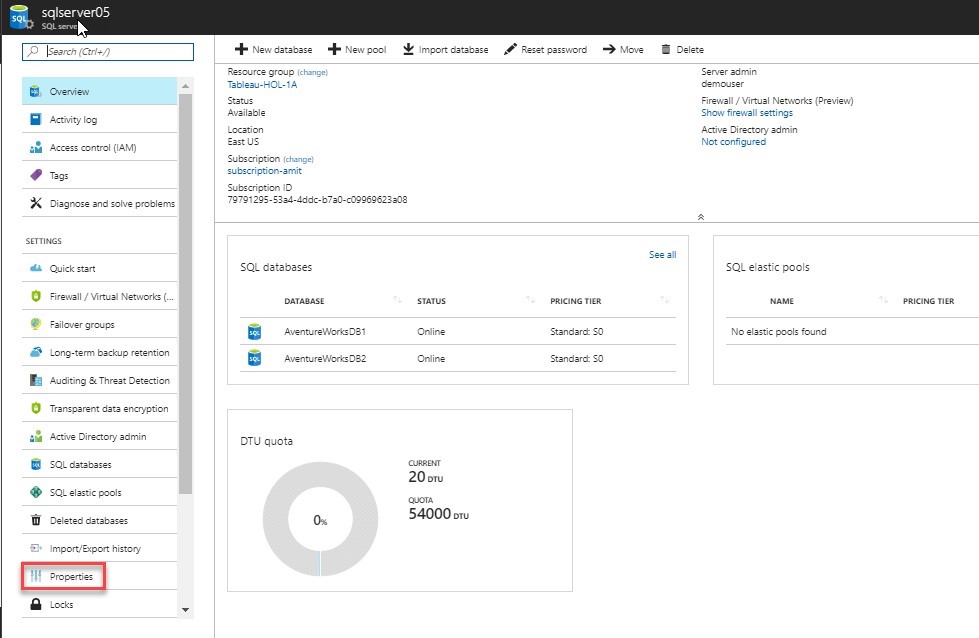 sqlserver05
SQL server
Search (Ctrl+/)
Overview
Activity log
Access control (IAM)
Tags
Diagnose and solve problems
SETTINGS
Quick start
Firewall / Virtual Networks (...
Failover groups
Long-term backup retention
Auditing & Threat Detection
Transparent data encryption
Active Directory admin
SQL databases
SQL elastic pools
Deleted databases
Import/Export history
Properties
Locks
New database New pool Import database Reset password Move Delete
Resource group (change)
Tableau-HOL-1A
Status
Available
Location
East US
Subscription (change)
subscription-amit
Subscription ID
79791295-53a4-4ddc-b7a0-c09969623a08
Server admin
demouser
Firewall / Virtual Networks (Preview)
Show firewall settings
Active Directory admin
Not configured
See all
SQL databases
DATABASE STATUS PRICING TIER
SQL AventureWorksDB1 Online Standard: S0
SQL AventureWorksDB2 Online Standard: S0
SQL elastic pools
NAME PRICING TIER
No elastic pools found
DTU quota
0%
CURRENT
20 DTU
QUOTA
54000 DTU